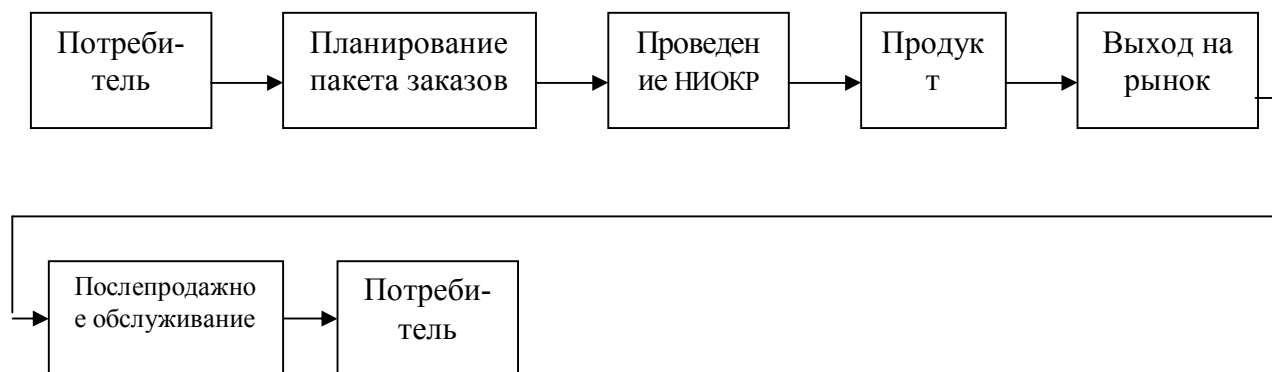 Потреби-
тель
Планирование
пакета заказов
Проведен
ие НИОКР
Продук
т
Выход на
рынок
Послепродажно
е обслуживание
Потреби-
тель